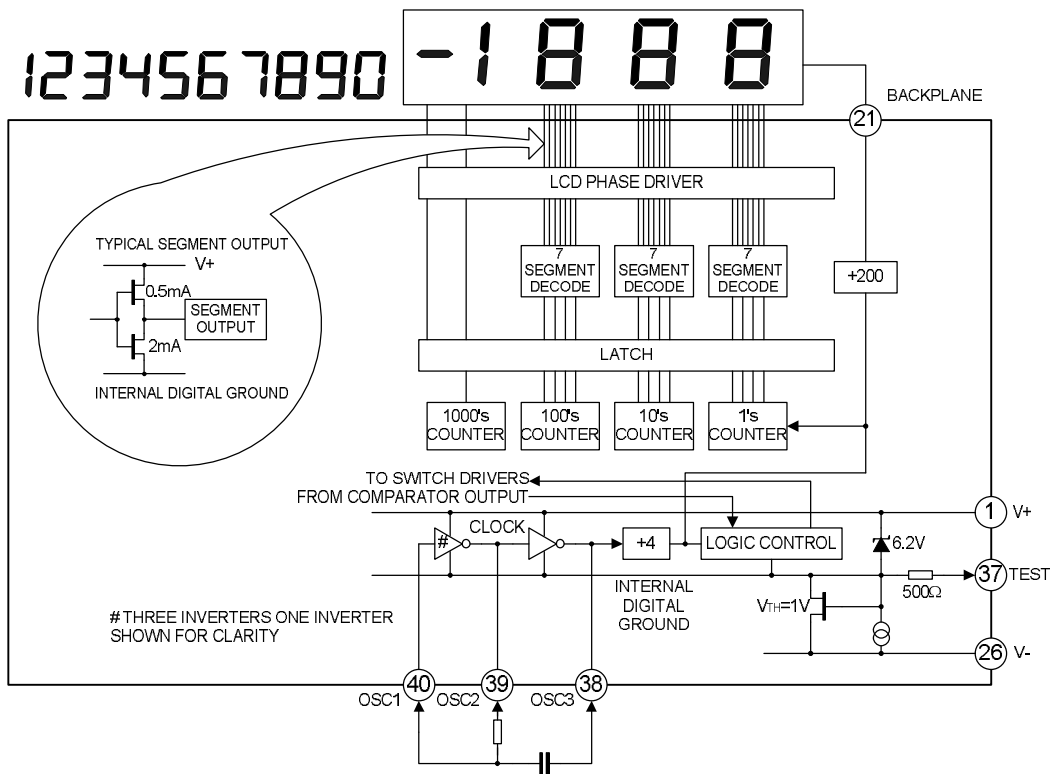 1234567890
-1888
BACKPLANE
21
LCD PHASE DRIVER
TYPICAL SEGMENT OUTPUT
V+
0.5mA
SEGMENT
OUTPUT
2mA
INTERNAL DIGITAL GROUND
7
SEGMENT
DECODE
7
SEGMENT
DECODE
7
SEGMENT
DECODE
+200
LATCH
1000's
COUNTER
100's
COUNTER
10's
COUNTER
1's
COUNTER
TO SWITCH DRIVERS
FROM COMPARATOR OUTPUT
1
V+
CLOCK
#
+4
LOGIC CONTROL
6.2V
37
TEST
500Ω
INTERNAL
DIGITAL
GROUND
VTH=1V
# THREE INVERTERS ONE INVERTER
SHOWN FOR CLARITY
26
V-
40
39
38
OSC1
OSC2
OSC3